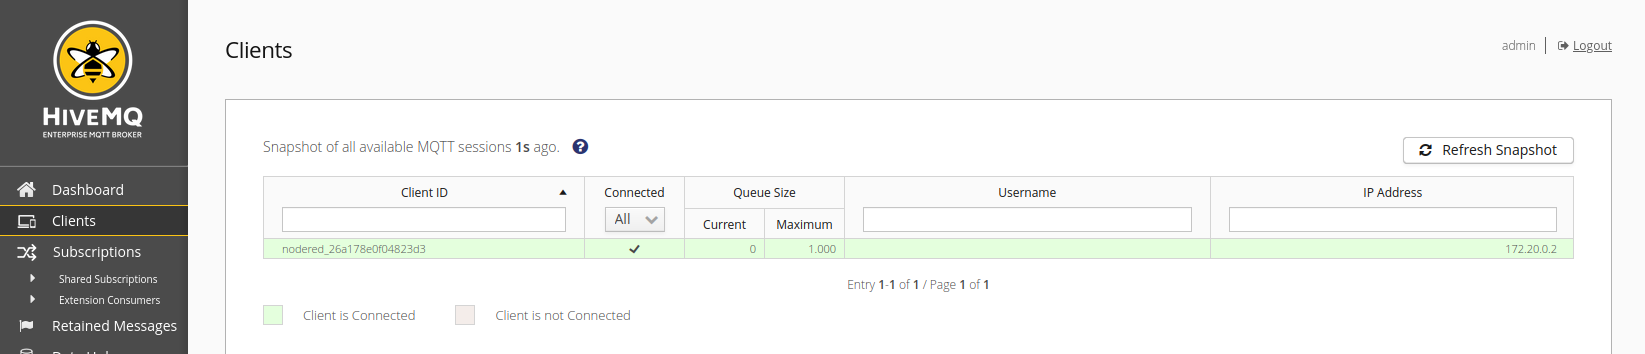 HIVEMQ
ENTERPRISE MQTT BROKER
Dashboard
Clients
Subscriptions
Shared Subscriptions
Extension Consumers
Retained Messages
Clients
admin Logout
Snapshot of all available MQTT sessions 1s ago. ?
Refresh Snapshot
Client ID Connected Queue Size Username IP Address
All
Current Maximum
nodered_26a178e0f04823d3 0 1.000 172.20.0.2
Entry 1-1 of 1 / Page 1 of 1
Client is Connected Client is not Connected